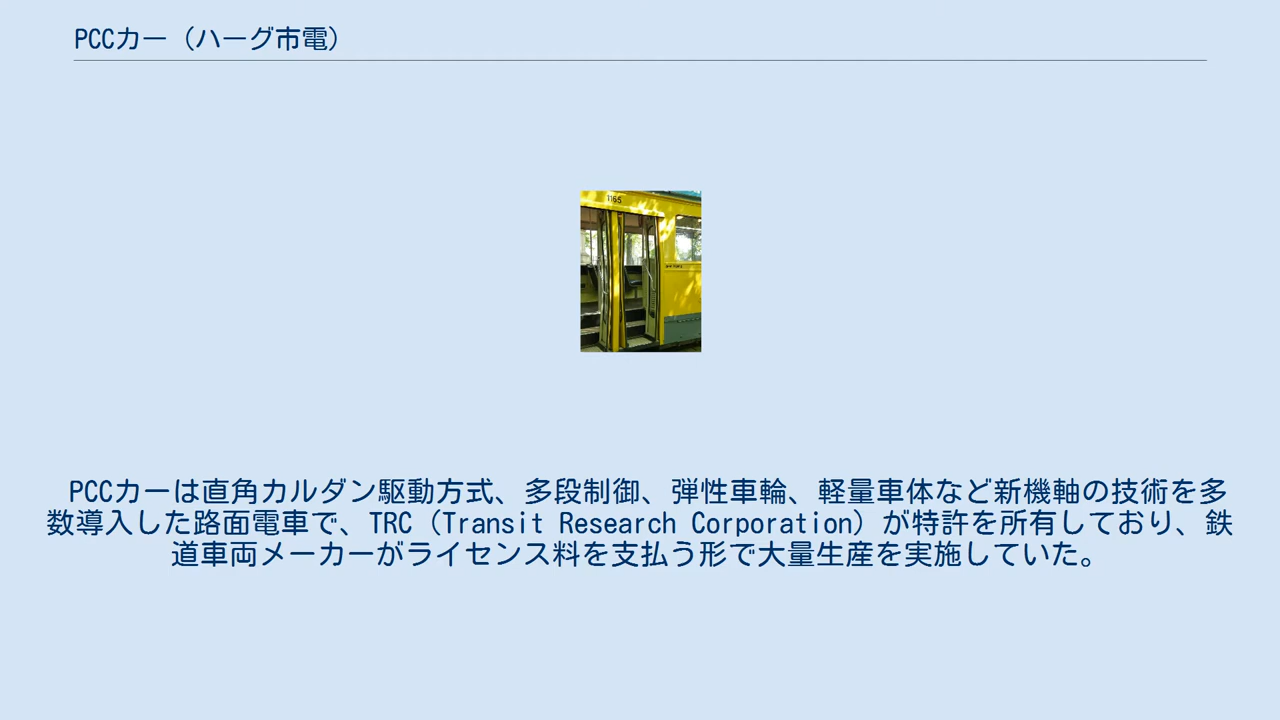 PCCカー（ハーグ市電）
1165
PCCカーは直角カルダン駆動方式、多段制御、弾性車輪、軽量車体など新機軸の技術を多
数導入した路面電車で、TRC（Transit Research Corporation）が特許を所有しており、鉄
道車両メーカーがライセンス料を支払う形で大量生産を実施していた。